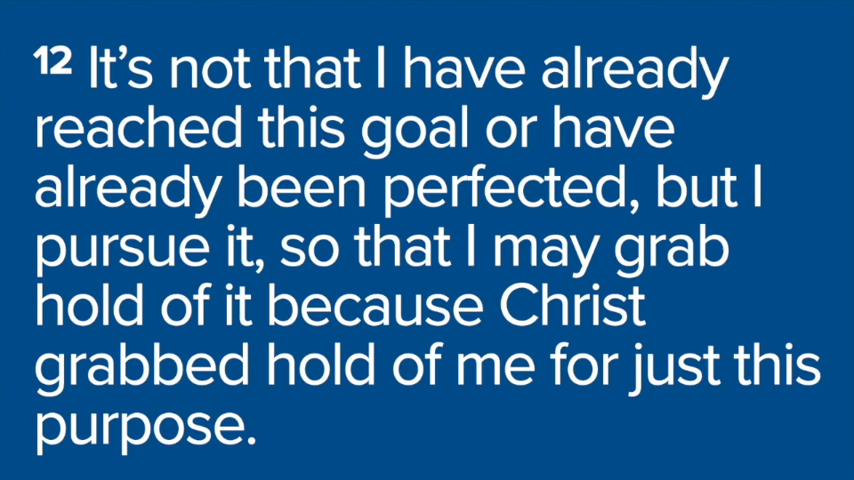 12 It’s not that I have already
reached this goal or have
already been perfected, but I
pursue it, so that I may grab
hold of it because Christ
grabbed hold of me for just this
purpose.